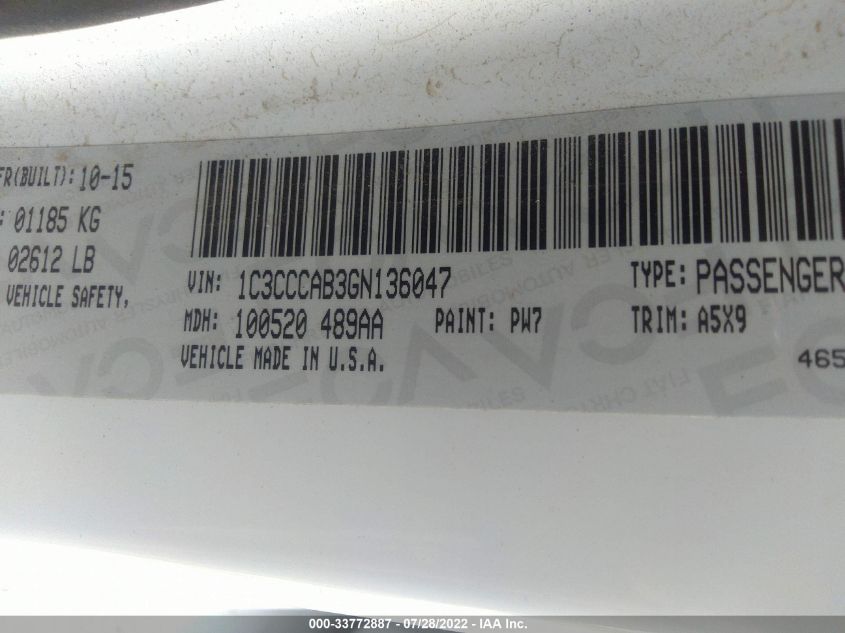 FR(BUILT): 10-15
: 01185 KG
02612 LB
VEHICLE SAFETY,
VIN: 1C3CCCAB3GN136047 TYPE: PASSENGER
MDH: 100520 489AA PAINT: PW7 TRIM: A5X9
VEHICLE MADE IN U.S.A.
465
000-33772887 / 07/28/2022 - IAA Inc.